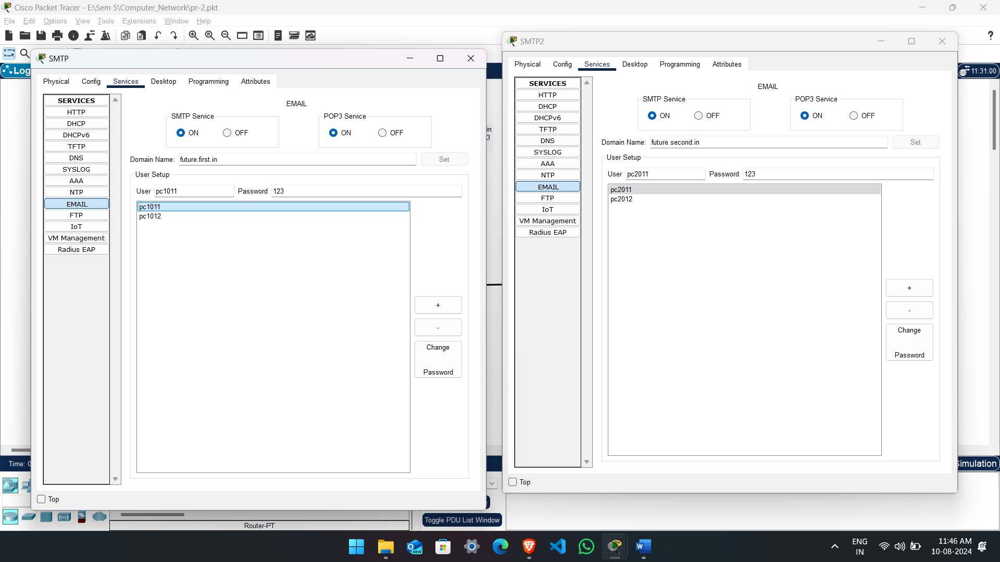 Cisco Packet Tracer - E:\Sem 5\Computer_Network\pr-2.pkt
File Edit Options View Tools Extensions Window Help
?
Log
11:31:00
in
3
Time: 0
Simulation
Toggle PDU List Window
Router-PT
SMTP
Physical Config Services Desktop Programming Attributes
SERVICES
HTTP
DHCP
DHCPv6
TFTP
DNS
SYSLOG
AAA
NTP
EMAIL
FTP
IoT
VM Management
Radius EAP
EMAIL
SMTP Service
ON OFF
POP3 Service
ON OFF
Domain Name: future.first.in Set
User Setup
User pc1011 Password 123
pc1011
pc1012
+
-
Change
Password
Top
SMTP2
Physical Config Services Desktop Programming Attributes
SERVICES
HTTP
DHCP
DHCPv6
TFTP
DNS
SYSLOG
AAA
NTP
EMAIL
FTP
IoT
VM Management
Radius EAP
EMAIL
SMTP Service
ON OFF
POP3 Service
ON OFF
Domain Name: future.second.in Set
User Setup
User pc2011 Password 123
pc2011
pc2012
+
-
Change
Password
Top
NEW
ENG
IN
11:46 AM
10-08-2024